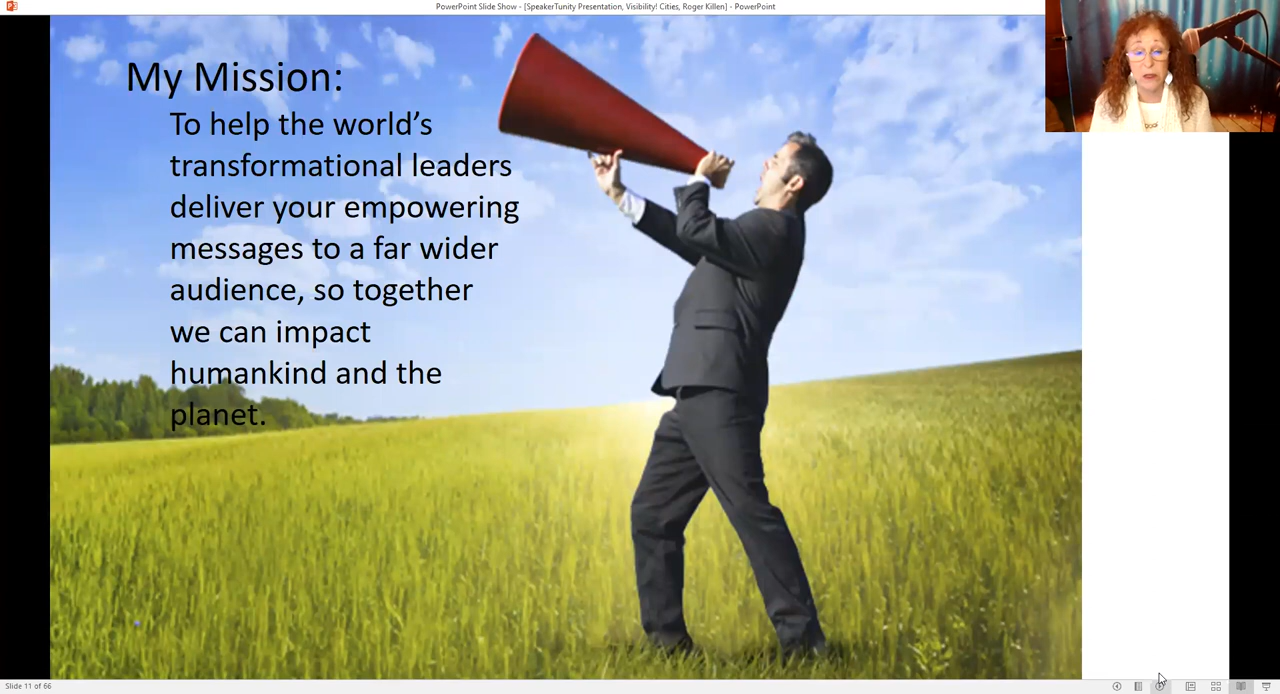 PowerPoint Slide Show - [SpeakerTunity Presentation, Visibility! Cities, Roger Killen] - PowerPoint
My Mission:
To help the world’s
transformational leaders
deliver your empowering
messages to a far wider
audience, so together
we can impact
humankind and the
planet.
Slide 11 of 66